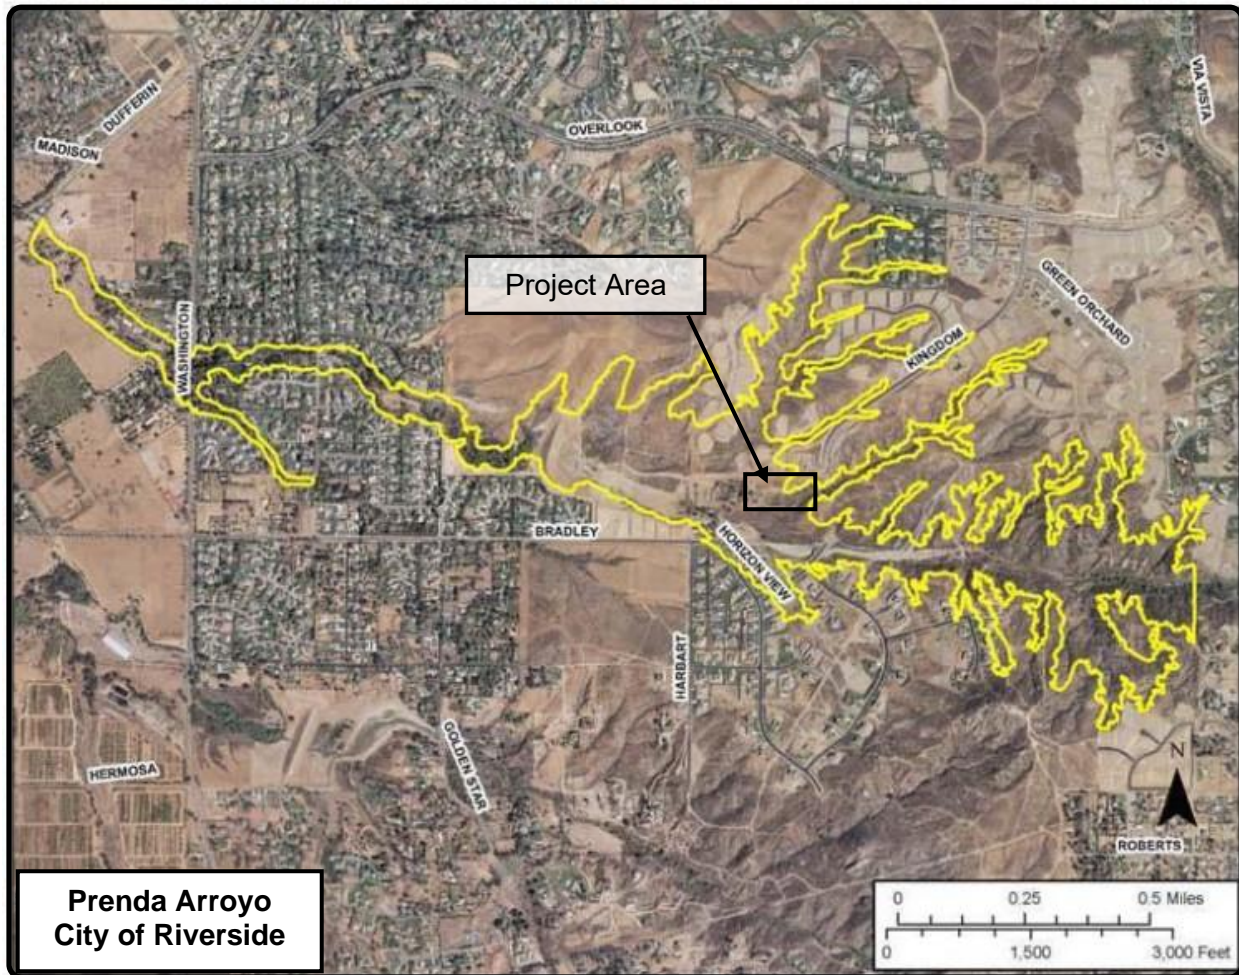 VIA VISTA
DUFFERIN
MADISON
OVERLOOK
Project Area
GREEN ORCHARD
WASHINGTON
KINGDOM
BRADLEY
HORIZON VIEW
HARBART
GOLDEN STAR
HERMOSA
N
ROBERTS
Prenda Arroyo
City of Riverside
0 0.25 0.5 Miles
0 1,500 3,000 Feet